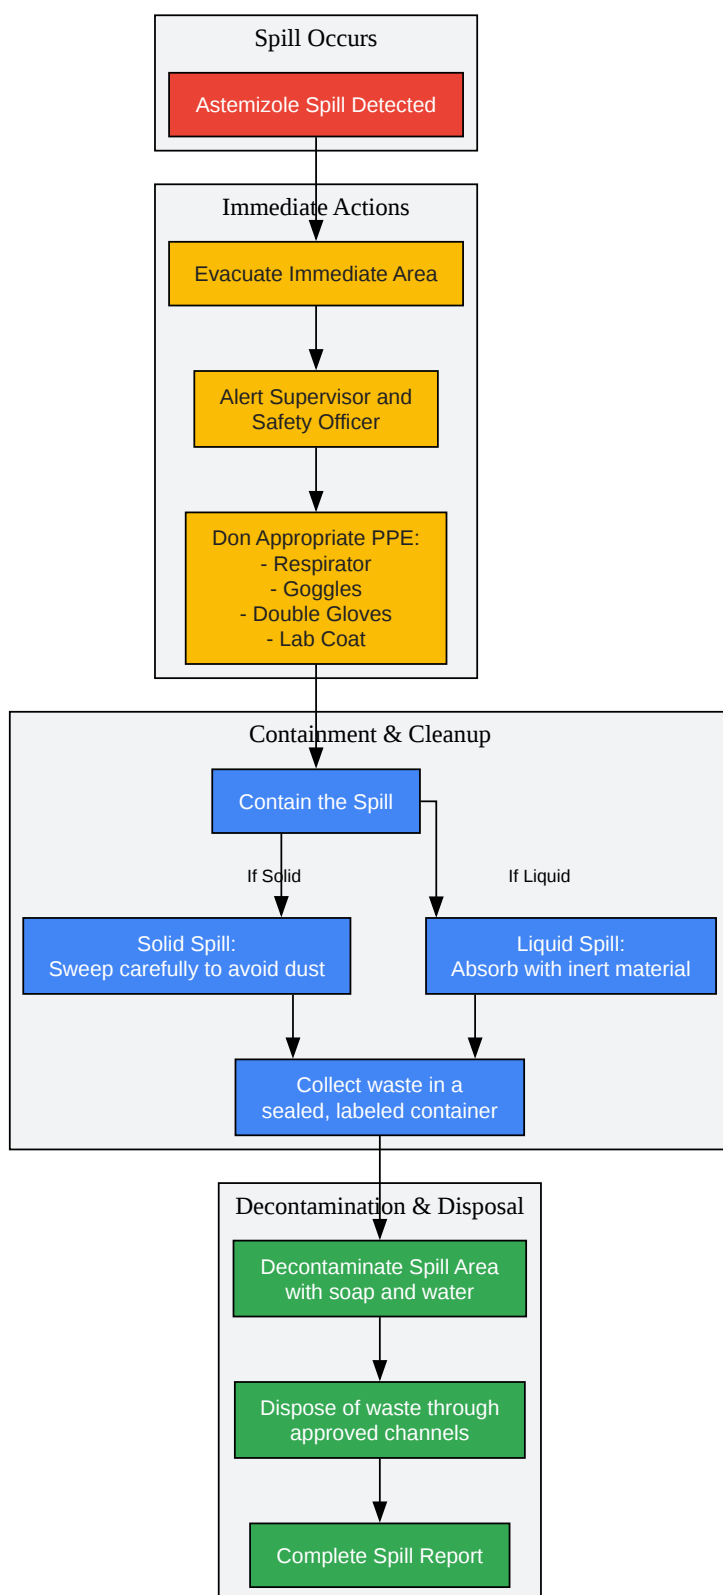 Spill Occurs
Astemizole Spill Detected
Immediate Actions
Evacuate Immediate Area
Alert Supervisor and
Safety Officer
Don Appropriate PPE:
- Respirator
- Goggles
- Double Gloves
- Lab Coat
Containment & Cleanup
Contain the Spill
If Solid
If Liquid
Solid Spill:
Sweep carefully to avoid dust
Liquid Spill:
Absorb with inert material
Collect waste in a
sealed, labeled container
Decontamination & Disposal
Decontaminate Spill Area
with soap and water
Dispose of waste through
approved channels
Complete Spill Report